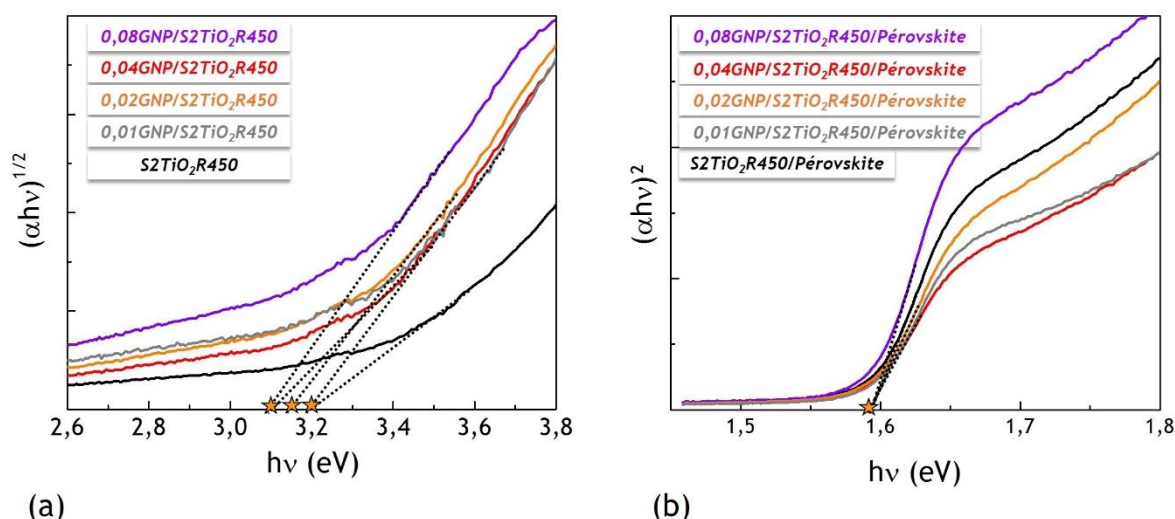 0,08GNP/S2TiO₂R450
0,04GNP/S2TiO₂R450
0,02GNP/S2TiO₂R450
0,01GNP/S2TiO₂R450
S2TiO₂R450
(αhν)¹/²
2,6 3,0 3,2 3,4 3,6 3,8
hν (eV)
(a)
0,08GNP/S2TiO₂R450/Pérovskite
0,04GNP/S2TiO₂R450/Pérovskite
0,02GNP/S2TiO₂R450/Pérovskite
0,01GNP/S2TiO₂R450/Pérovskite
S2TiO₂R450/Pérovskite
(αhν)²
1,5 1,6 1,7 1,8
hν (eV)
(b)